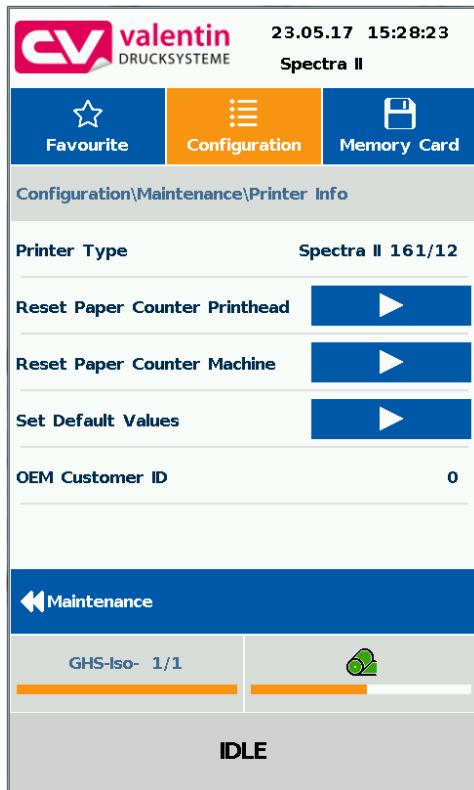 CV valentin
DRUCKSYSTEME
23.05.17 15:28:23
Spectra II
Favourite
Configuration
Memory Card
Configuration\Maintenance\Printer Info
Printer Type Spectra II 161/12
Reset Paper Counter Printhead
Reset Paper Counter Machine
Set Default Values
OEM Customer ID 0
Maintenance
GHS-Iso- 1/1
IDLE